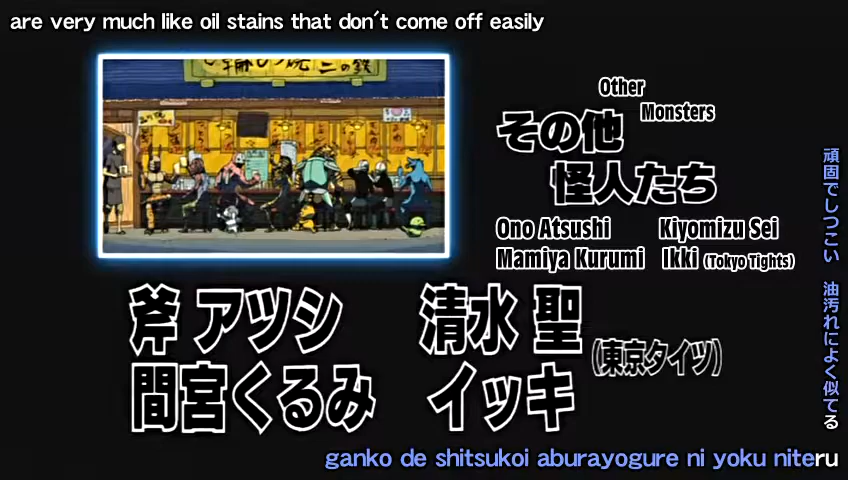 are very much like oil stains that don't come off easily
Other
Monsters
その他
怪人たち
Ono Atsushi Kiyomizu Sei
Mamiya Kurumi Ikki (Tokyo Tights)
斧 アツシ 清水 聖
間宮くるみ イッキ (東京タイツ)
頑固でしつこい 油汚れによく似てる
ganko de shitsukoi aburayogure ni yoku niteru